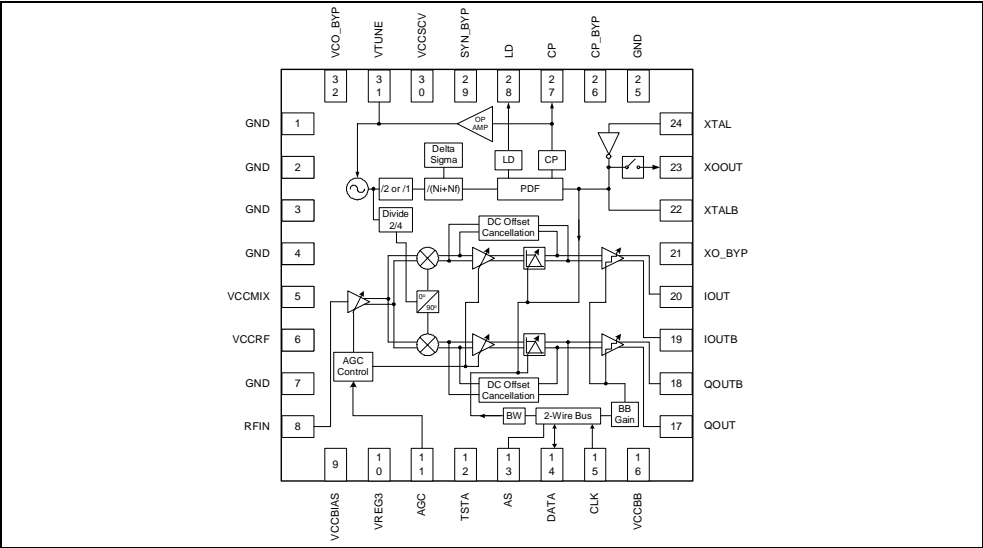 VCO_BYP
VTUNE
VCCSCV
SYN_BYP
LD
CP
CP_BYP
GND
32
31
30
29
28
27
26
25
GND 1
GND 2
GND 3
GND 4
VCCMIX 5
VCCRF 6
GND 7
RFIN 8
24 XTAL
23 XOOUT
22 XTALB
21 XO_BYP
20 IOUT
19 IOUTB
18 QOUTB
17 QOUT
OP
AMP
Delta
Sigma
LD
CP
/2 or /1
/(Ni+Nf)
PDF
Divide
2/4
DC Offset
Cancellation
0°
90°
AGC
Control
DC Offset
Cancellation
BW
2-Wire Bus
BB
Gain
9
10
11
12
13
14
15
16
VCCBIAS
VREG3
AGC
TSTA
AS
DATA
CLK
VCCBB